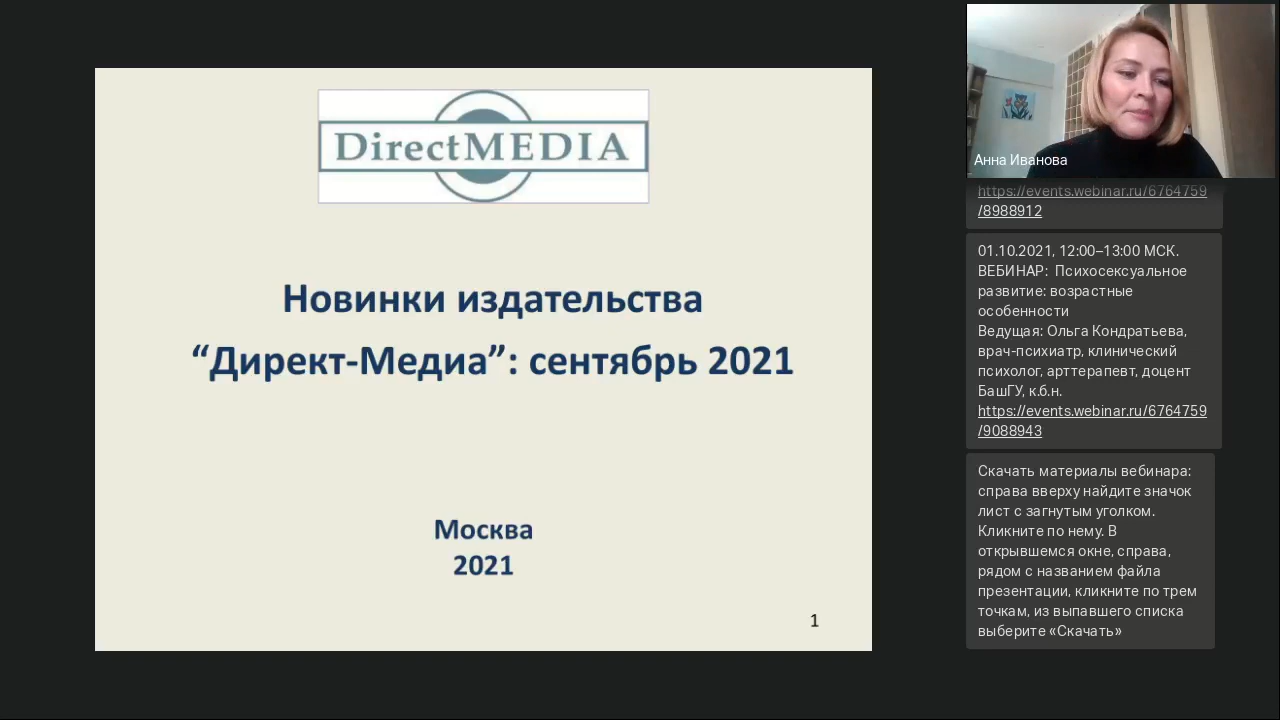 DirectMEDIA
Новинки издательства
“Директ-Медиа”: сентябрь 2021
Москва
2021
1
Анна Иванова
https://events.webinar.ru/6764759
/8988912
01.10.2021, 12:00–13:00 МСК.
ВЕБИНАР: Психосексуальное
развитие: возрастные
особенности
Ведущая: Ольга Кондратьева,
врач-психиатр, клинический
психолог, арттерапевт, доцент
БашГУ, к.б.н.
https://events.webinar.ru/6764759
/9088943
Скачать материалы вебинара:
справа вверху найдите значок
лист с загнутым уголком.
Кликните по нему. В
открывшемся окне, справа,
рядом с названием файла
презентации, кликните по трем
точкам, из выпавшего списка
выберите «Скачать»